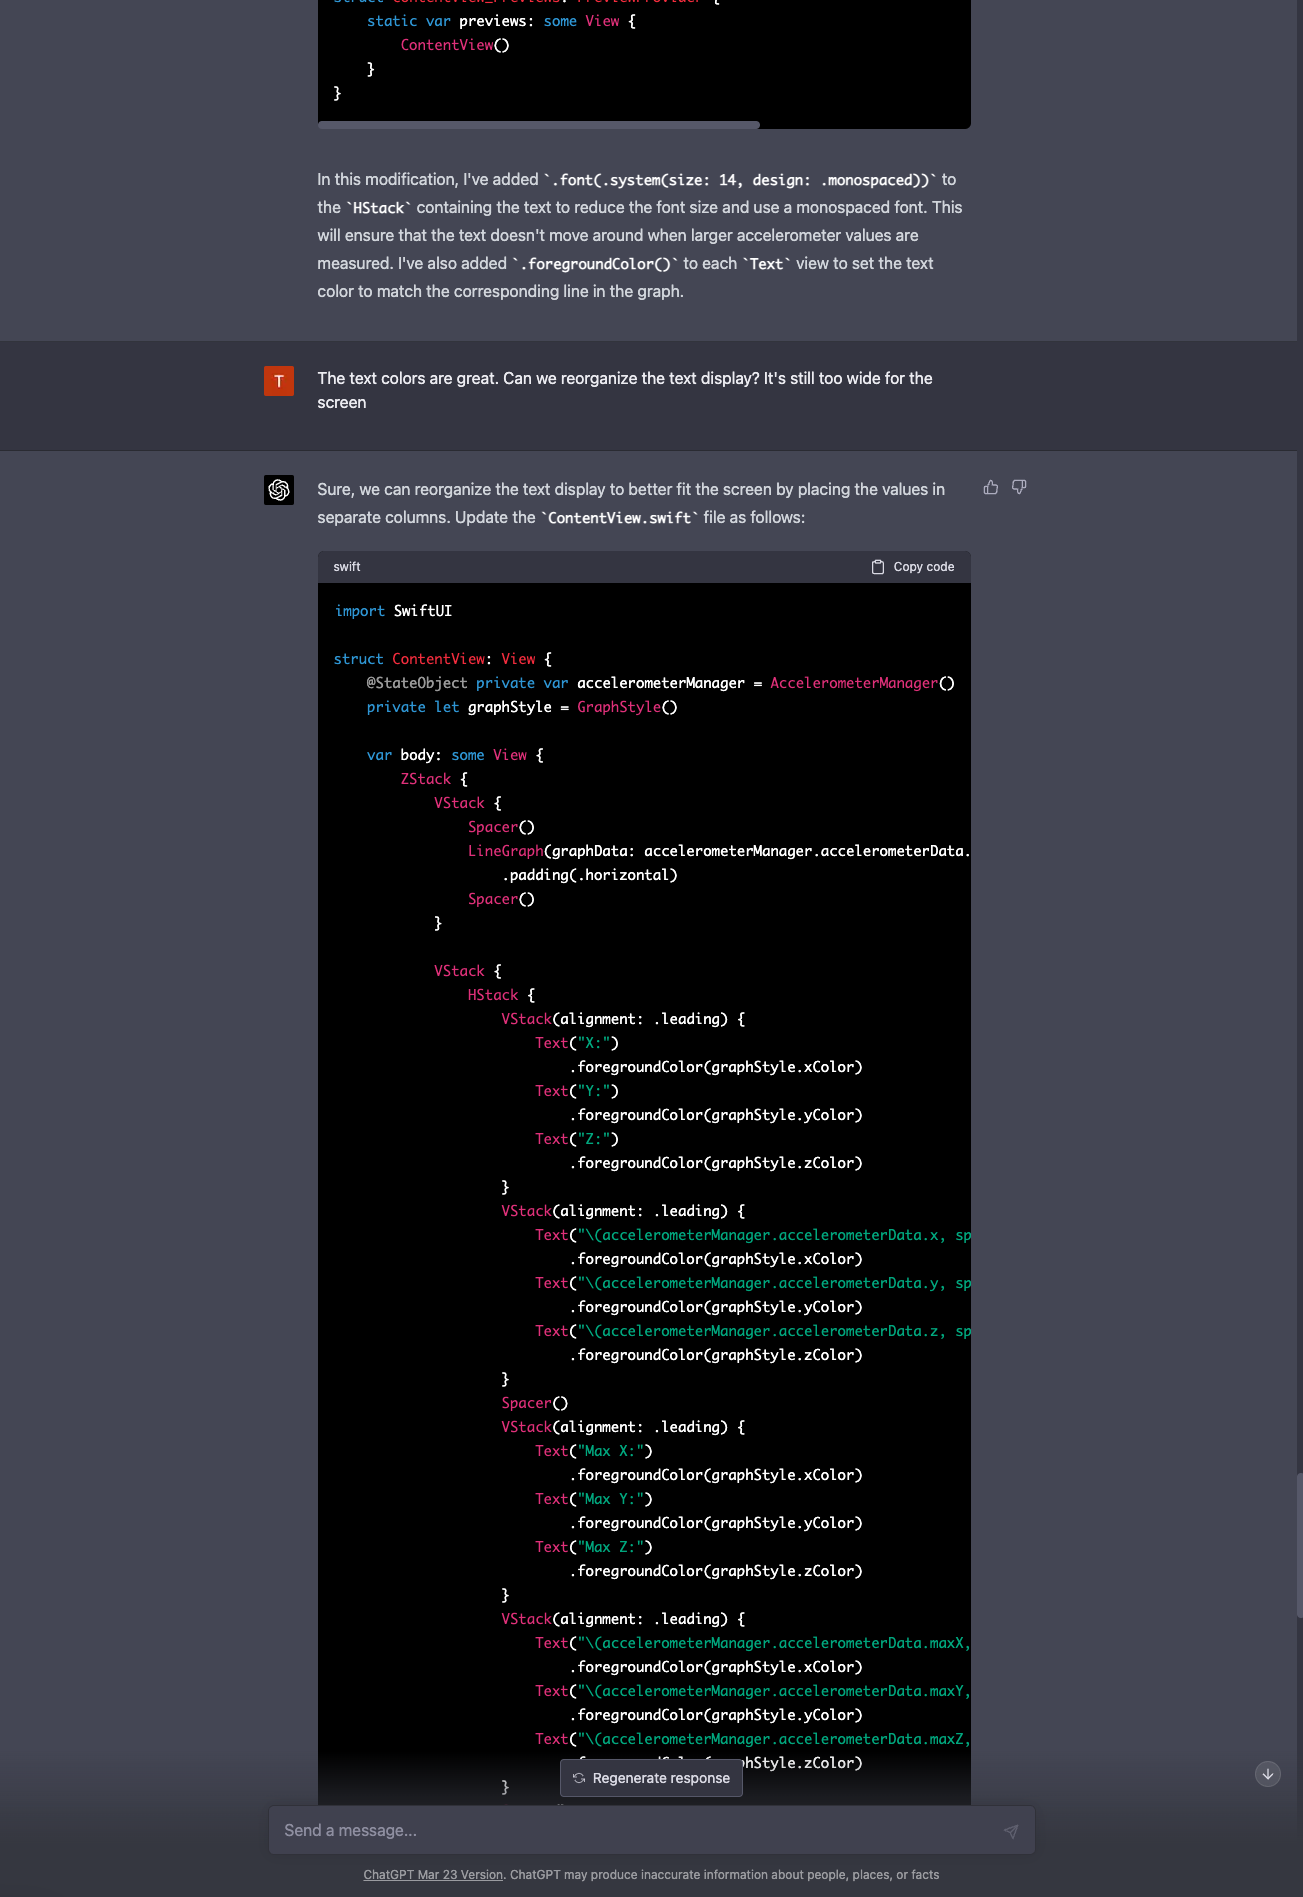 static var previews: some View {
ContentView()
}
}
In this modification, I've added `.font(.system(size: 14, design: .monospaced))` to
the `HStack` containing the text to reduce the font size and use a monospaced font. This
will ensure that the text doesn't move around when larger accelerometer values are
measured. I've also added `.foregroundColor()` to each `Text` view to set the text
color to match the corresponding line in the graph.
T
The text colors are great. Can we reorganize the text display? It's still too wide for the
screen
Sure, we can reorganize the text display to better fit the screen by placing the values in
separate columns. Update the `ContentView.swift` file as follows:
swift
Copy code
import SwiftUI
struct ContentView: View {
@StateObject private var accelerometerManager = AccelerometerManager()
private let graphStyle = GraphStyle()
var body: some View {
ZStack {
VStack {
Spacer()
LineGraph(graphData: accelerometerManager.accelerometerData.
.padding(.horizontal)
Spacer()
}
VStack {
HStack {
VStack(alignment: .leading) {
Text("X:")
.foregroundColor(graphStyle.xColor)
Text("Y:")
.foregroundColor(graphStyle.yColor)
Text("Z:")
.foregroundColor(graphStyle.zColor)
}
VStack(alignment: .leading) {
Text("\(accelerometerManager.accelerometerData.x, sp
.foregroundColor(graphStyle.xColor)
Text("\(accelerometerManager.accelerometerData.y, sp
.foregroundColor(graphStyle.yColor)
Text("\(accelerometerManager.accelerometerData.z, sp
.foregroundColor(graphStyle.zColor)
}
Spacer()
VStack(alignment: .leading) {
Text("Max X:")
.foregroundColor(graphStyle.xColor)
Text("Max Y:")
.foregroundColor(graphStyle.yColor)
Text("Max Z:")
.foregroundColor(graphStyle.zColor)
}
VStack(alignment: .leading) {
Text("\(accelerometerManager.accelerometerData.maxX,
.foregroundColor(graphStyle.xColor)
Text("\(accelerometerManager.accelerometerData.maxY,
.foregroundColor(graphStyle.yColor)
Text("\(accelerometerManager.accelerometerData.maxZ,
hStyle.zColor)
Regenerate response
}
Send a message...
ChatGPT Mar 23 Version. ChatGPT may produce inaccurate information about people, places, or facts